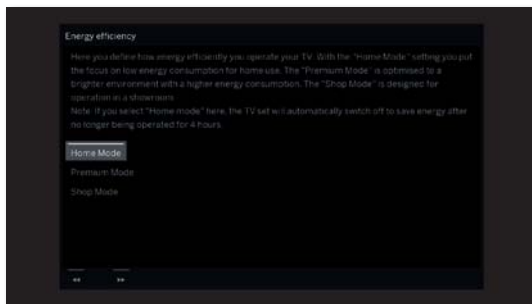 Energy efficiency
Here you define how energy efficiently you operate your TV. With the "Home Mode" setting you put
the focus on low energy consumption for home use. The "Premium Mode" is optimised to a
brighter environment with a higher energy consumption. The "Shop Mode" is designed for
operation in a showroom.
Note: If you select "Home mode" here, the TV set will automatically switch off to save energy after
no longer being operated for 4 hours.
Home Mode
Premium Mode
Shop Mode